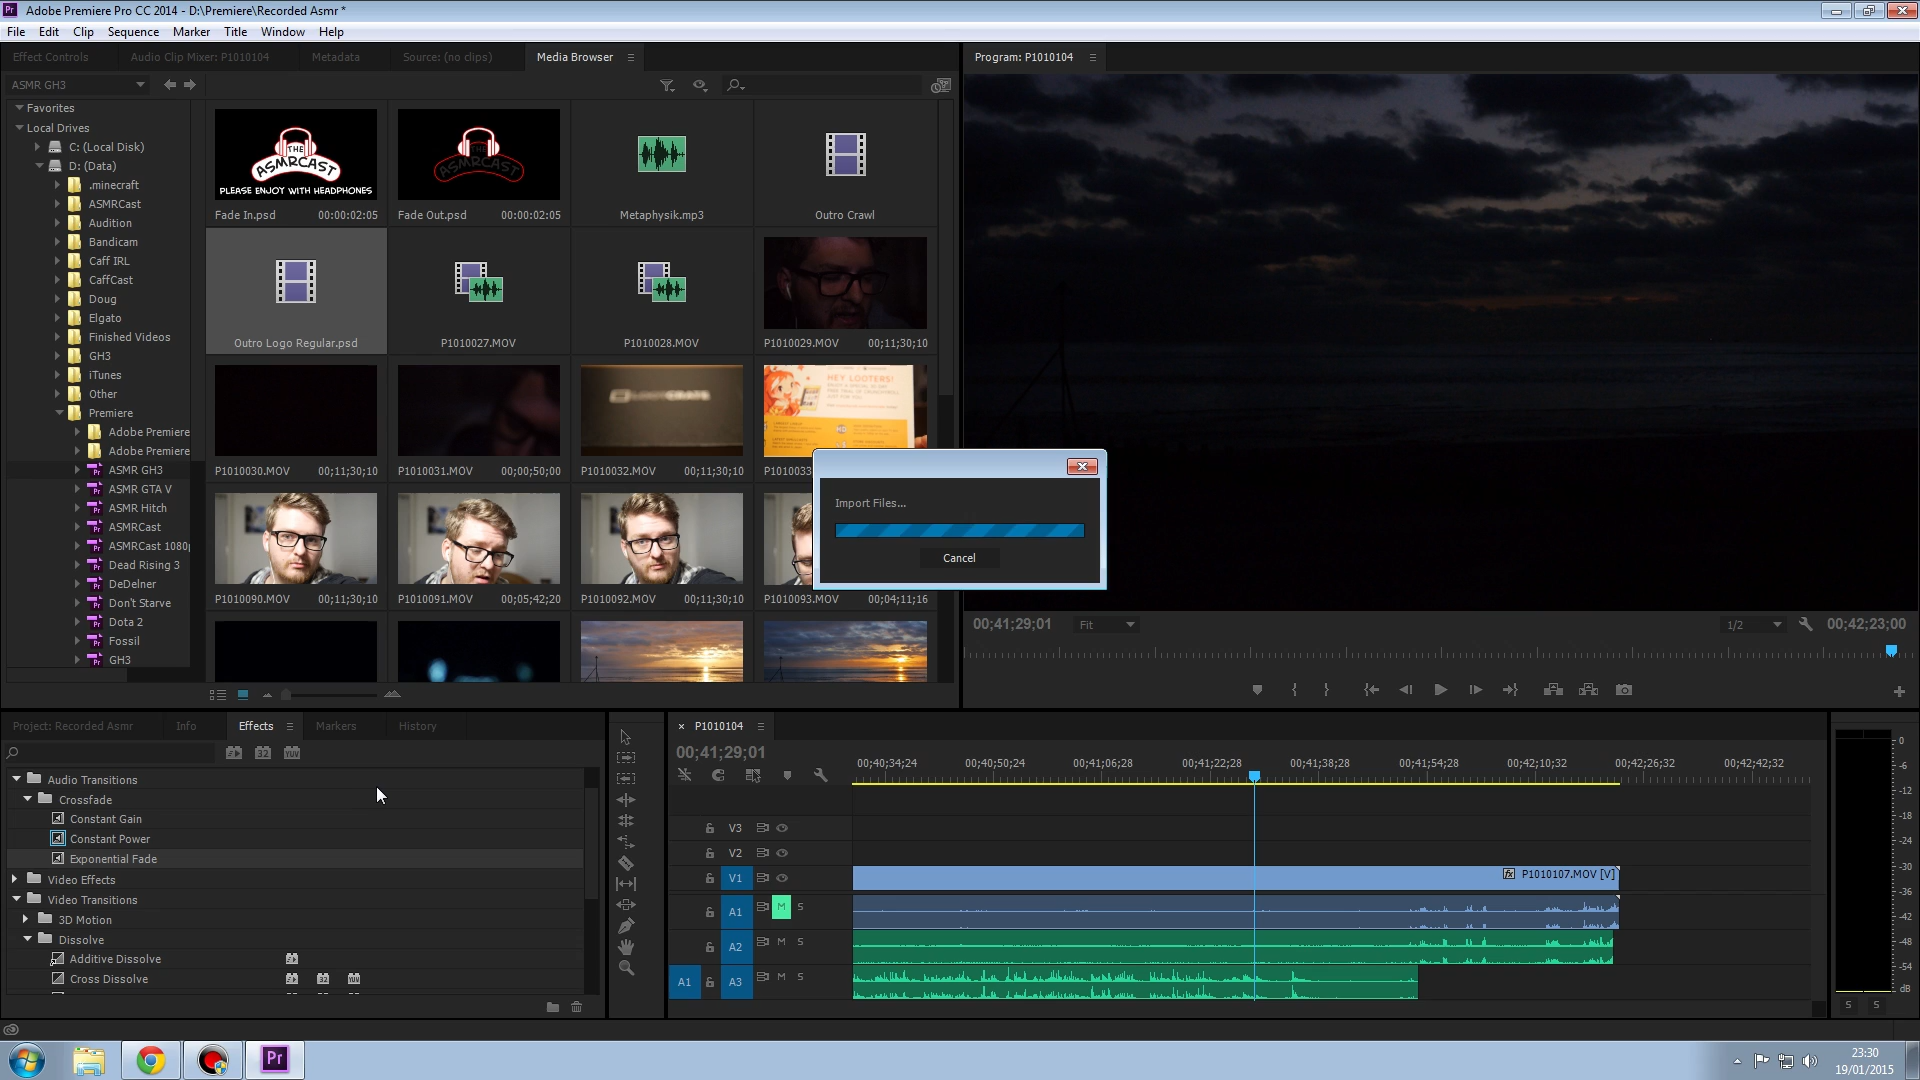 Adobe Premiere Pro CC 2014 - D:\Premiere\Recorded Asmr *
File Edit Clip Sequence Marker Title Window Help
Effect Controls Audio Clip Mixer: P1010104 Metadata Source: (no clips) Media Browser
Program: P1010104
ASMR GH3
Favorites
Local Drives
C: (Local Disk)
D: (Data)
.minecraft
ASMRCast
Audition
Bandicam
Caff IRL
CaffCast
Doug
Elgato
Finished Videos
GH3
iTunes
Other
Premiere
Adobe Premiere
Adobe Premiere
ASMR GH3
ASMR GTA V
ASMR Hitch
ASMRCast
ASMRCast 1080p
Dead Rising 3
DeDelner
Don't Starve
Dota 2
Fossil
GH3
THE
ASMRCAST
PLEASE ENJOY WITH HEADPHONES
THE
ASMRCAST
Fade In.psd 00:00:02:05
Fade Out.psd 00:00:02:05
Metaphysik.mp3
Outro Crawl
Outro Logo Regular.psd
P1010027.MOV
P1010028.MOV
P1010029.MOV 00;11;30;10
HEY LOOTERS!
P1010030.MOV 00;11;30;10
P1010031.MOV 00;00;50;00
P1010032.MOV 00;11;30;10
P1010033
P1010090.MOV 00;11;30;10
P1010091.MOV 00;05;42;20
P1010092.MOV 00;11;30;10
P1010093.MOV 00;04;11;16
Import Files...
Cancel
00;41;29;01 Fit 1/2 00;42;23;00
Project: Recorded Asmr Info Effects Markers History
32 YUV
Audio Transitions
Crossfade
Constant Gain
Constant Power
Exponential Fade
Video Effects
Video Transitions
3D Motion
Dissolve
Additive Dissolve
Cross Dissolve 32 YUV
× P1010104
00;41;29;01
00;40;34;24 00;40;50;24 00;41;06;28 00;41;22;28 00;41;38;28 00;41;54;28 00;42;10;32 00;42;26;32 00;42;42;32
V3
V2
V1
fx P1010107.MOV [V]
A1 M S
A2 M S
A1 A3 M S
0
-6
-12
-18
-24
-30
-36
-42
-48
-54
dB
S S
Pr
23:30
19/01/2015